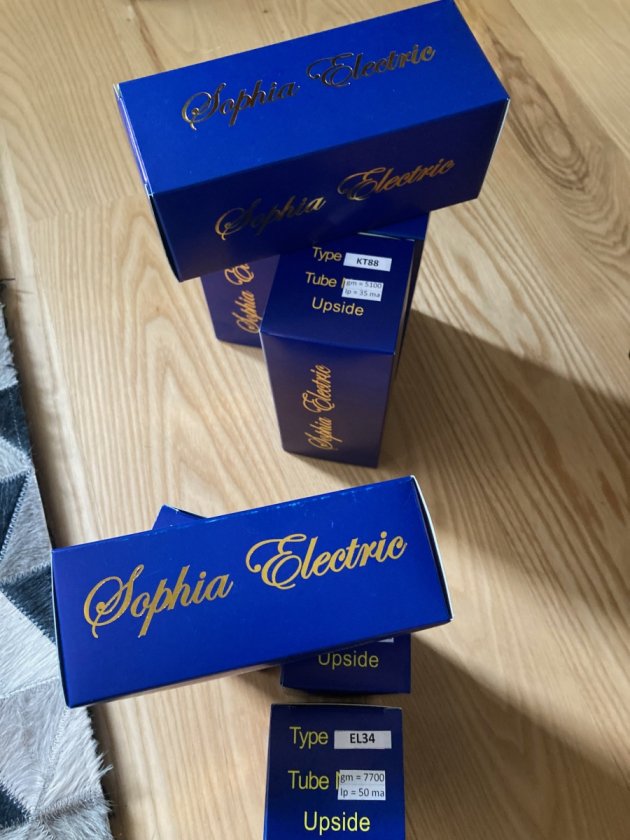 Sophia Electric
Sophia Electric
Type KT88
Tube
gm = 5100
Ip = 35 ma
Upside
Sophia Electric
Sophia Electric
Upside
Type EL34
Tube
gm = 7700
Ip = 50 ma
Upside